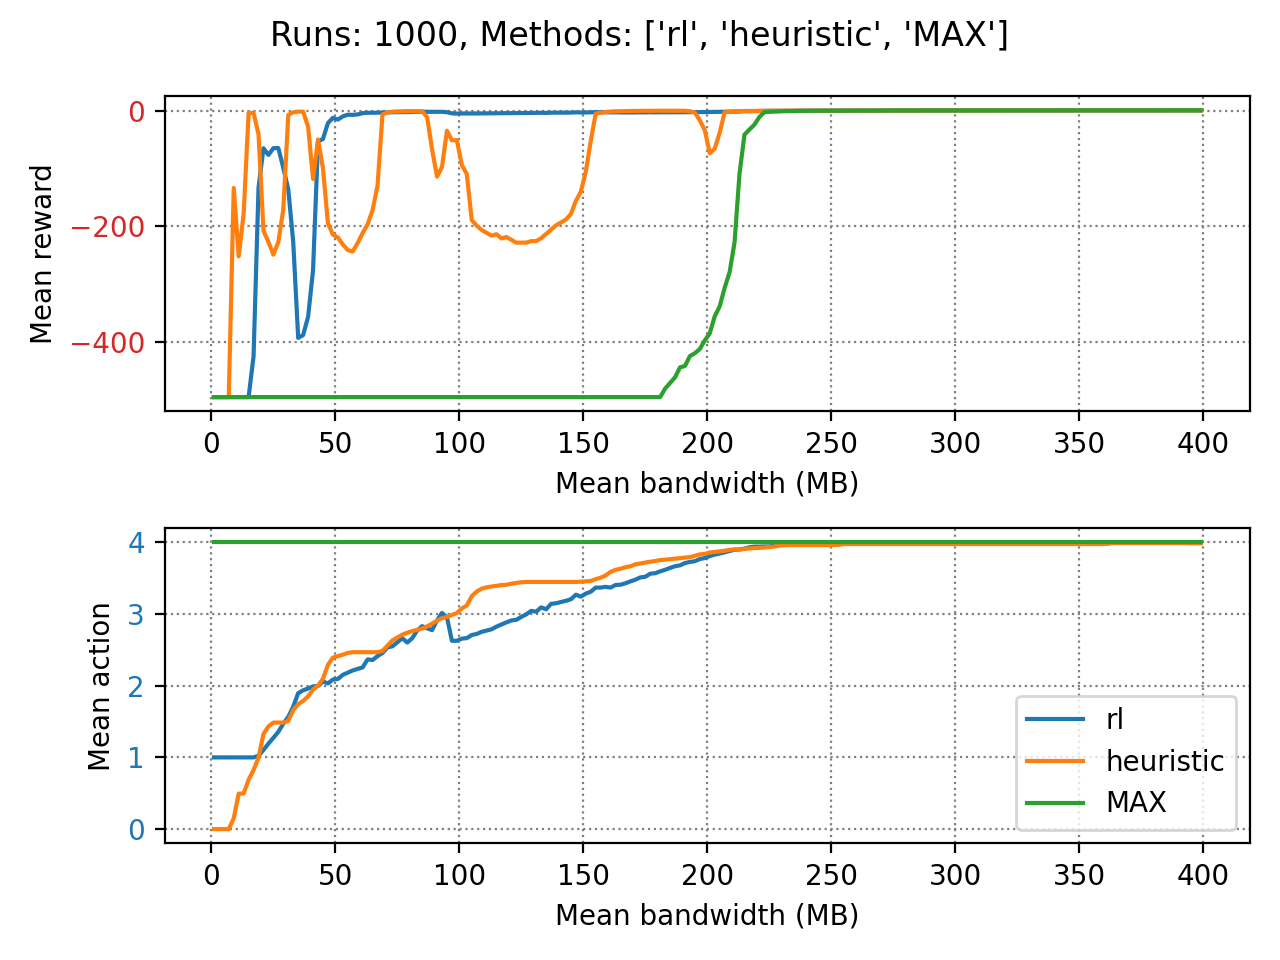 Runs: 1000, Methods: ['rl', 'heuristic', 'MAX']
0
−200
−400
Mean reward
0 50 100 150 200 250 300 350 400
Mean bandwidth (MB)
4
3
2
1
0
Mean action
rl
heuristic
MAX
0 50 100 150 200 250 300 350 400
Mean bandwidth (MB)